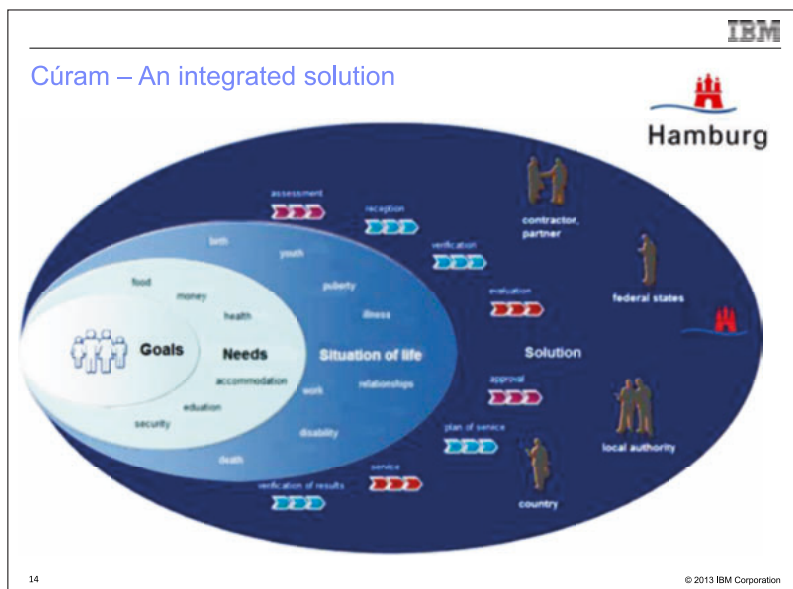 IBM
Cúram – An integrated solution
Hamburg
assessment
reception
verification
evaluation
contractor,
partner
federal states
birth
youth
puberty
illness
food
money
health
Goals
Needs
Situation of life
Solution
accommodation
eduation
security
work
relationships
disability
death
approval
plan of service
service
verification of results
local authority
country
14
© 2013 IBM Corporation